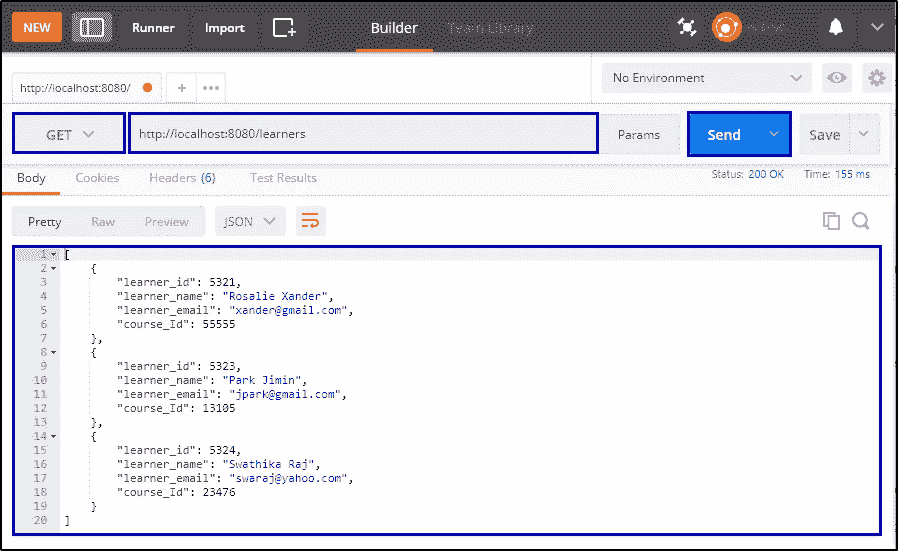 NEW Runner Import Builder Team Library
http://localhost:8080/ + ••• No Environment
GET http://localhost:8080/learners Params Send Save
Body Cookies Headers (6) Test Results Status: 200 OK Time: 155 ms
Pretty Raw Preview JSON
1 [
2 {
3 "learner_id": 5321,
4 "learner_name": "Rosalie Xander",
5 "learner_email": "xander@gmail.com",
6 "course_Id": 55555
7 },
8 {
9 "learner_id": 5323,
10 "learner_name": "Park Jimin",
11 "learner_email": "jpark@gmail.com",
12 "course_Id": 13105
13 },
14 {
15 "learner_id": 5324,
16 "learner_name": "Swathika Raj",
17 "learner_email": "swaraj@yahoo.com",
18 "course_Id": 23476
19 }
20 ]